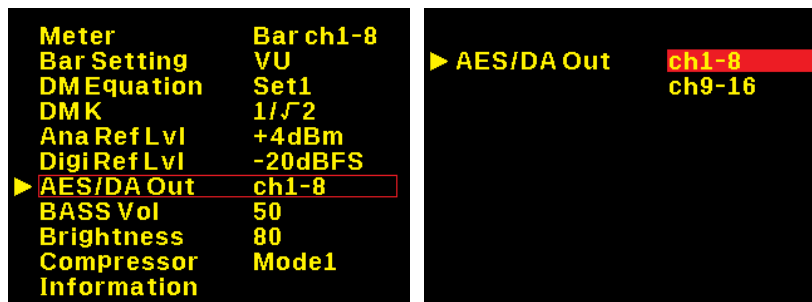 Meter Bar ch1-8
Bar Setting VU
DM Equation Set1
DM K 1/√2
Ana Ref Lvl +4dBm
Digi Ref Lvl -20dBFS
▶ AES/DA Out ch1-8
BASS Vol 50
Brightness 80
Compressor Mode1
Information
▶ AES/DA Out ch1-8
ch9-16